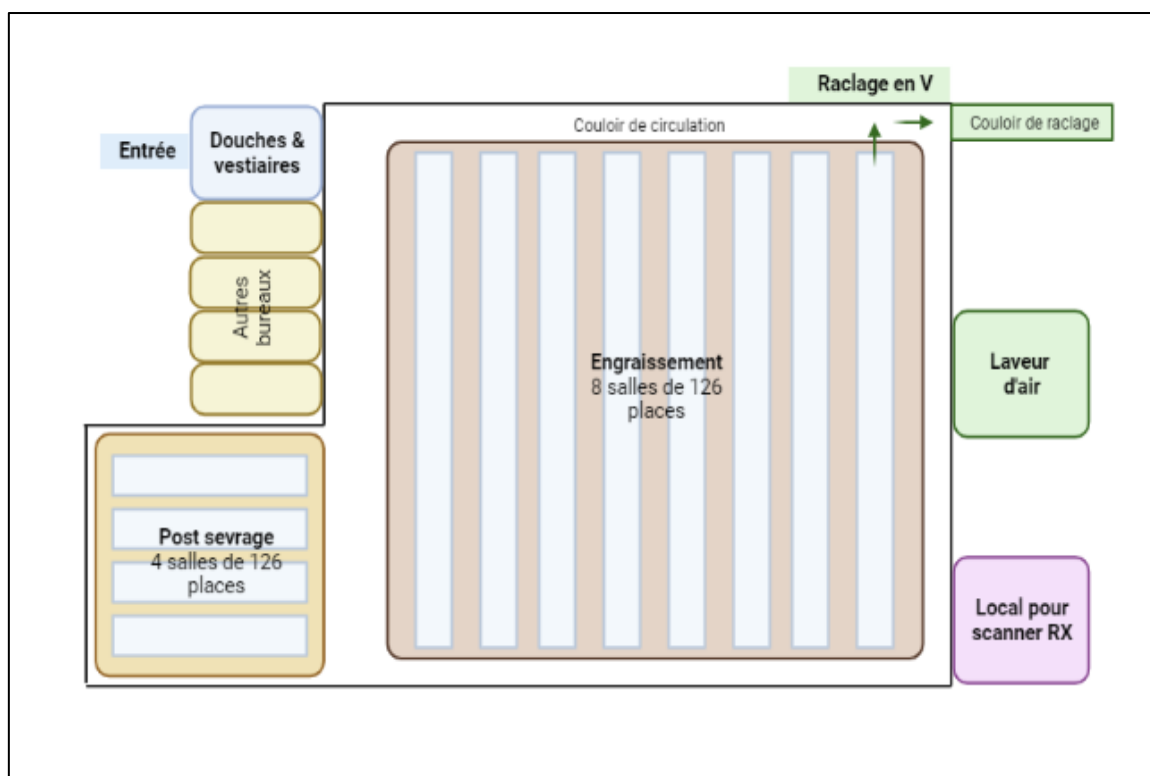 Raclage en V
Couloir de circulation
Couloir de raclage
Entrée
Douches &
vestiaires
Autres
bureaux
Engraissement
8 salles de 126
places
Laveur
d'air
Post sevrage
4 salles de 126
places
Local pour
scanner RX